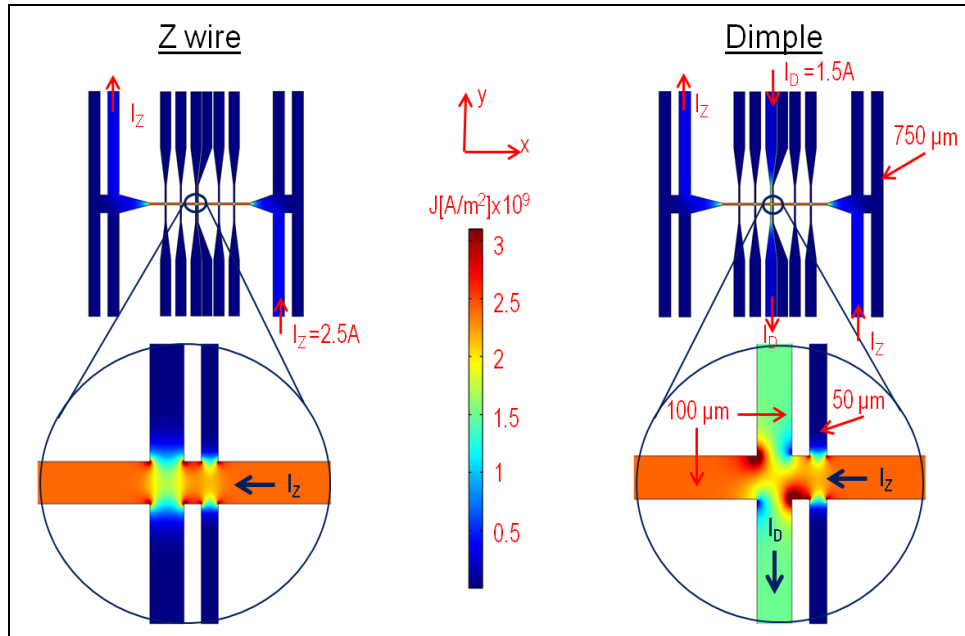 Z wire
Dimple
I_Z
y
x
I_D =1.5A
I_Z
750 µm
J[A/m²]x10⁹
3
2.5
2
1.5
1
0.5
I_Z=2.5A
I_D
I_Z
100 µm
50 µm
I_Z
I_Z
I_D